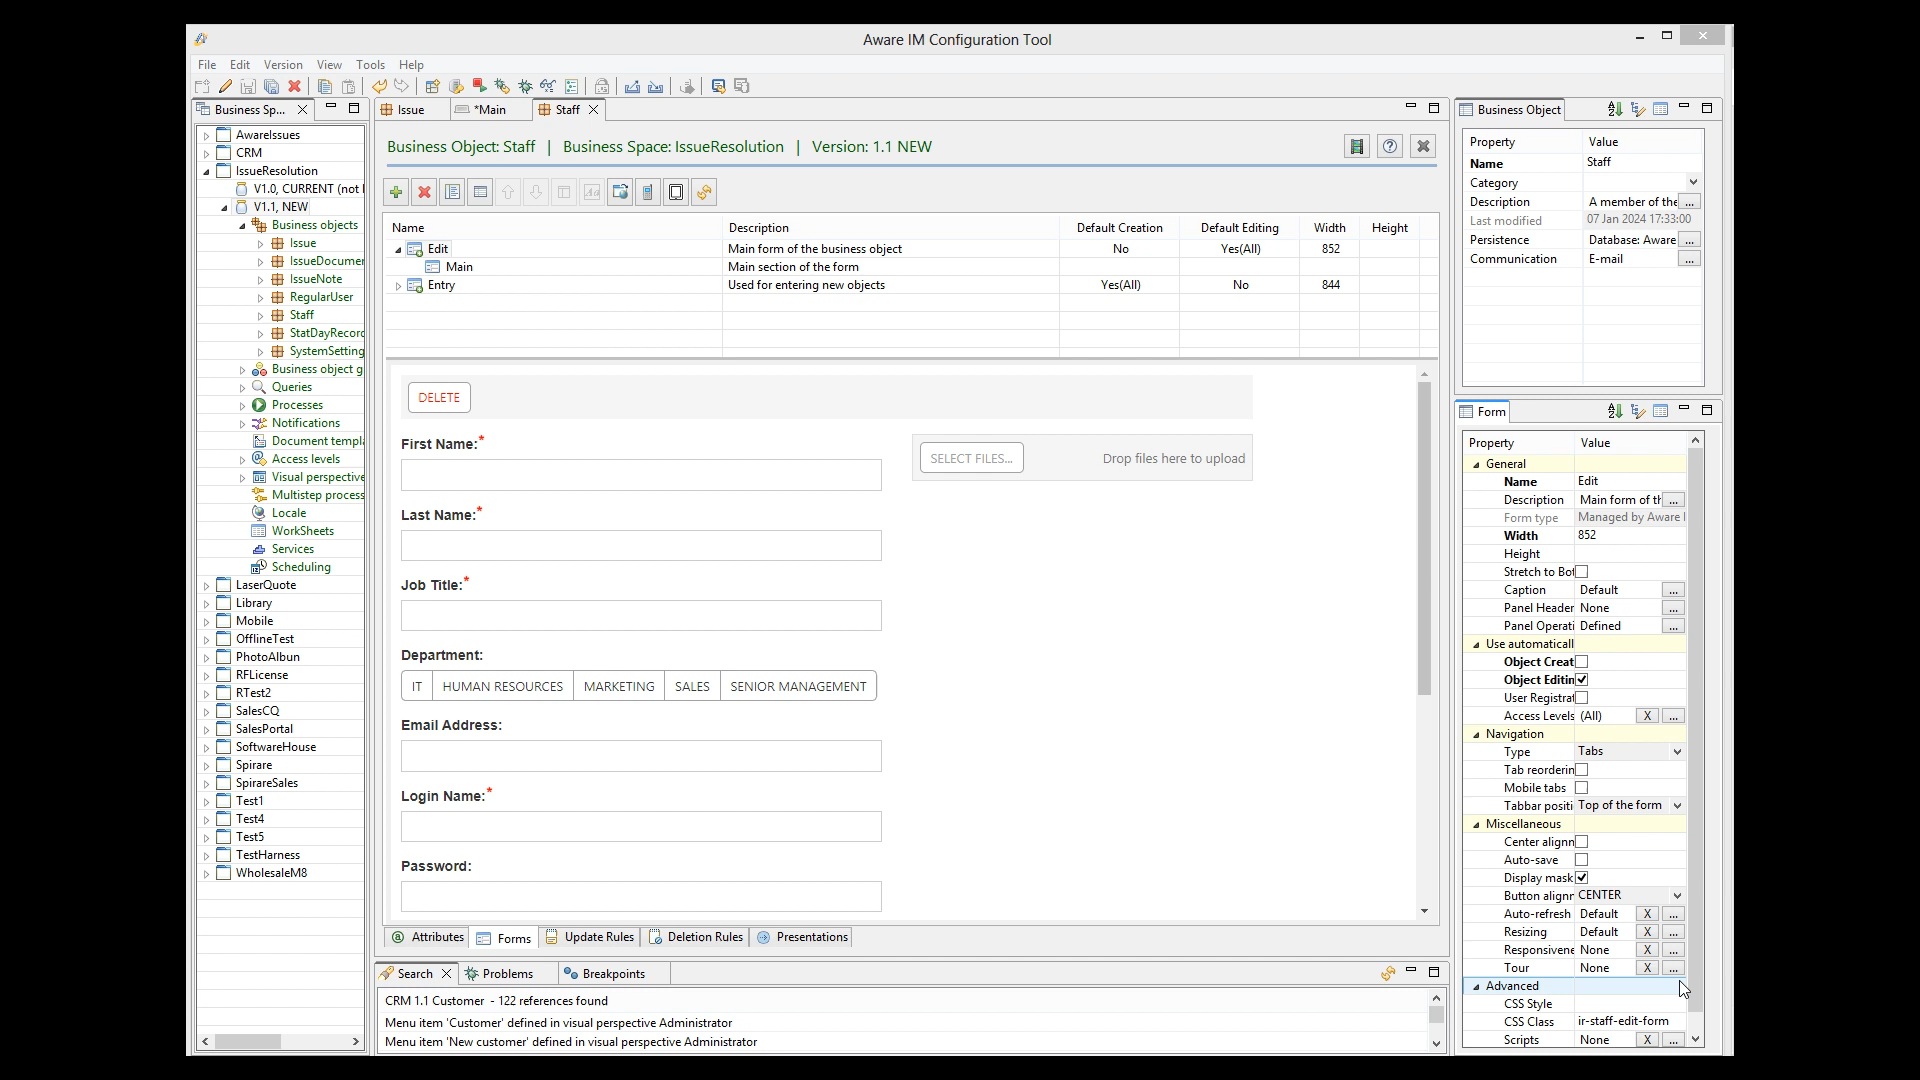 Aware IM Configuration Tool
File Edit Version View Tools Help
Business Sp...
AwareIssues
CRM
IssueResolution
V1.0, CURRENT (not
V1.1, NEW
Business objects
Issue
IssueDocumen
IssueNote
RegularUser
Staff
StatDayRecord
SystemSetting
Business object g
Queries
Processes
Notifications
Document templa
Access levels
Visual perspective
Multistep process
Locale
WorkSheets
Services
Scheduling
LaserQuote
Library
Mobile
OfflineTest
PhotoAlbun
RFLicense
RTest2
SalesCQ
SalesPortal
SoftwareHouse
Spirare
SpirareSales
Test1
Test4
Test5
TestHarness
WholesaleM8
Issue *Main Staff
Business Object: Staff | Business Space: IssueResolution | Version: 1.1 NEW
Name Description Default Creation Default Editing Width Height
Edit Main form of the business object No Yes(All) 852
Main Main section of the form
Entry Used for entering new objects Yes(All) No 844
DELETE
First Name:*
SELECT FILES... Drop files here to upload
Last Name:*
Job Title:*
Department:
IT HUMAN RESOURCES MARKETING SALES SENIOR MANAGEMENT
Email Address:
Login Name:*
Password:
Attributes Forms Update Rules Deletion Rules Presentations
Search Problems Breakpoints
CRM 1.1 Customer - 122 references found
Menu item 'Customer' defined in visual perspective Administrator
Menu item 'New customer' defined in visual perspective Administrator
Business Object
Property Value
Name Staff
Category
Description A member of the ...
Last modified 07 Jan 2024 17:33:00
Persistence Database: Aware ...
Communication E-mail ...
Form
Property Value
General
Name Edit
Description Main form of th ...
Form type Managed by Aware I
Width 852
Height
Stretch to Bot
Caption Default ...
Panel Header None ...
Panel Operati Defined ...
Use automaticall
Object Creat
Object Editin
User Registrat
Access Levels (All) X ...
Navigation
Type Tabs
Tab reorderin
Mobile tabs
Tabbar positi Top of the form
Miscellaneous
Center alignn
Auto-save
Display mask
Button alignn CENTER
Auto-refresh Default X ...
Resizing Default X ...
Responsivene None X ...
Tour None X ...
Advanced
CSS Style
CSS Class ir-staff-edit-form
Scripts None X ...